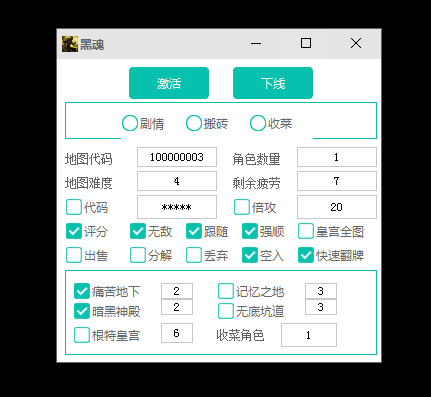 黑魂
激活 下线
剧情 搬砖 收菜
地图代码 100000003 角色数量 1
地图难度 4 剩余疲劳 7
代码 ***** 倍攻 20
评分 无敌 跟随 强顺 皇宫全图
出售 分解 丢弃 空入 快速翻牌
痛苦地下 2 记忆之地 3
暗黑神殿 2 无底坑道 3
根特皇宫 6 收菜角色 1